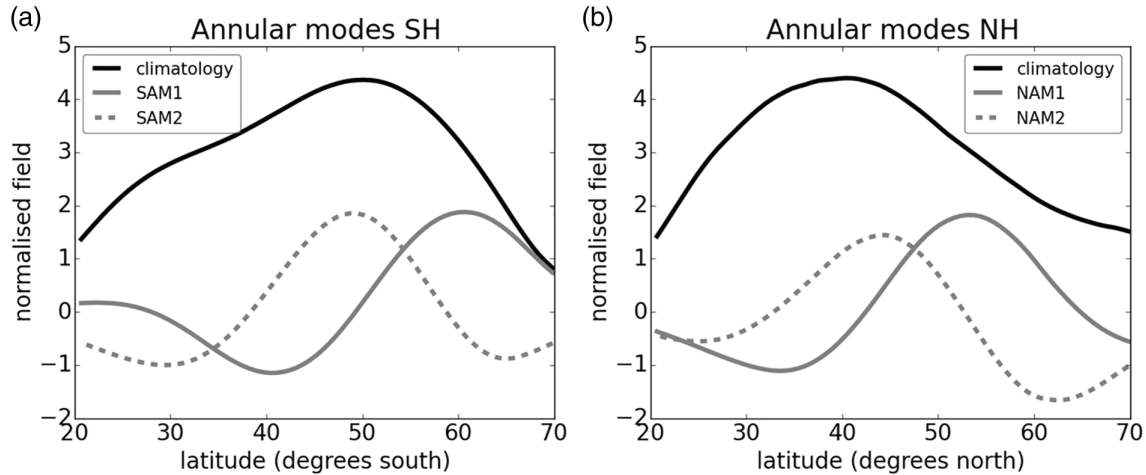 (a)
Annular modes SH
climatology
SAM1
SAM2
normalised field
5
4
3
2
1
0
−1
−2
20
30
40
50
60
70
latitude (degrees south)
(b)
Annular modes NH
climatology
NAM1
NAM2
normalised field
5
4
3
2
1
0
−1
−2
20
30
40
50
60
70
latitude (degrees north)